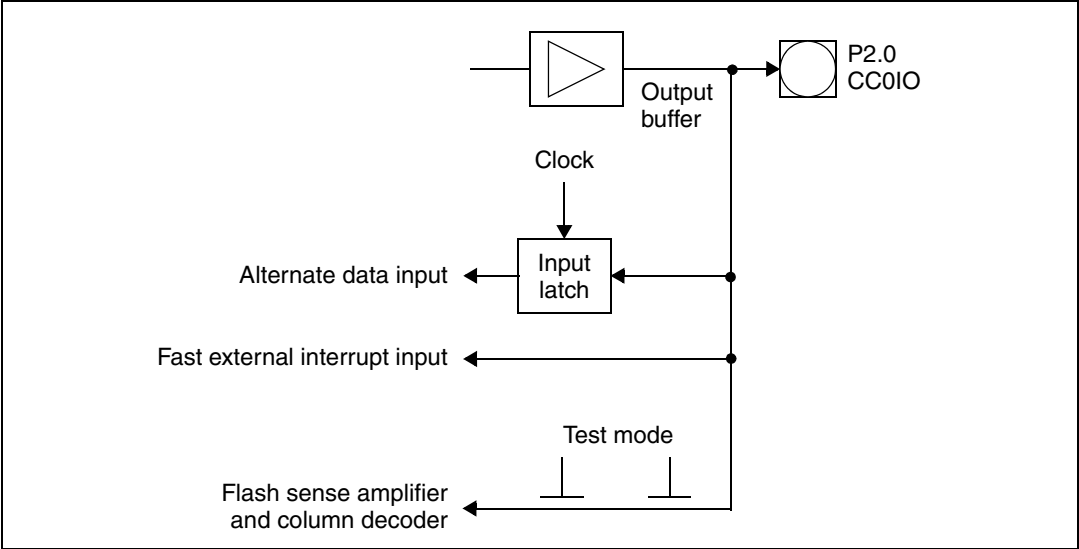 P2.0
CC0IO
Output
buffer
Clock
Input
latch
Alternate data input
Fast external interrupt input
Test mode
Flash sense amplifier
and column decoder